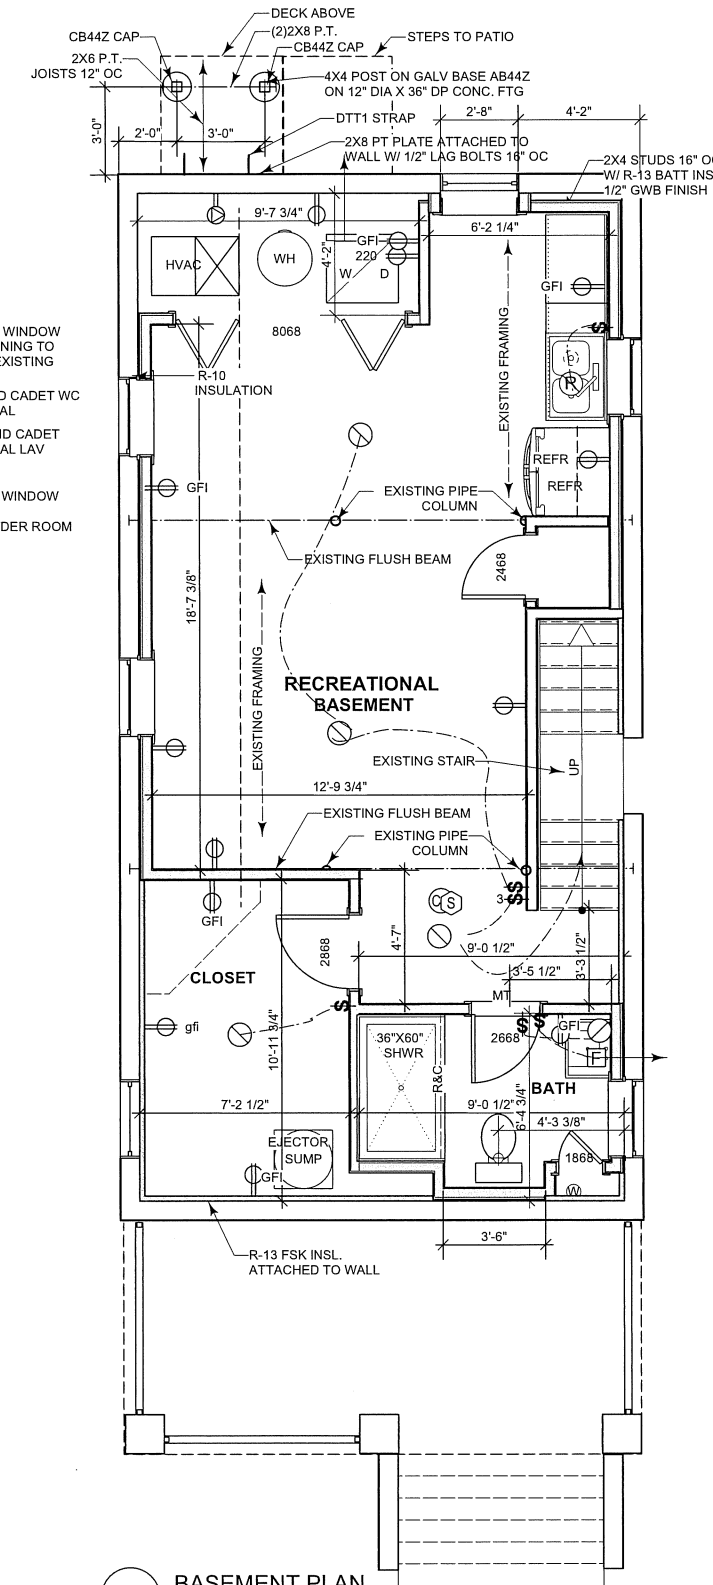 DECK ABOVE
(2)2X8 P.T.
CB44Z CAP
CB44Z CAP
STEPS TO PATIO
2X6 P.T.
JOISTS 12" OC
4X4 POST ON GALV BASE AB44Z
ON 12" DIA X 36" DP CONC. FTG
3'-0"
2'-0"
3'-0"
DTT1 STRAP
2'-8"
4'-2"
2X8 PT PLATE ATTACHED TO
WALL W/ 1/2" LAG BOLTS 16" OC
2X4 STUDS 16" OC
W/ R-13 BATT INS
1/2" GWB FINISH
9'-7 3/4"
6'-2 1/4"
4'-2"
GFI
220
HVAC
WH
W
D
GFI
8068
EXISTING FRAMING
$
R
WINDOW
NING TO
EXISTING
R-10
INSULATION
D CADET WC
AL
ND CADET
AL LAV
REFR
REFR
GFI
WINDOW
DER ROOM
EXISTING PIPE
COLUMN
EXISTING FLUSH BEAM
2468
18'-7 3/8"
EXISTING FRAMING
RECREATIONAL
BASEMENT
EXISTING STAIR
UP
12'-9 3/4"
EXISTING FLUSH BEAM
EXISTING PIPE
COLUMN
$$
3
$$
C
S
GFI
4'-7"
9'-0 1/2"
3'-3 1/2"
2868
CLOSET
3'-5 1/2"
MT
$
10'-11 3/4"
gfi
36"X60"
SHWR
2668
$
$
GFI
F
R&C
BATH
7'-2 1/2"
9'-0 1/2"
6'-4 3/4"
4'-3 3/8"
EJECTOR
SUMP
GFI
1868
W
3'-6"
R-13 FSK INSL.
ATTACHED TO WALL
BASEMENT PLAN